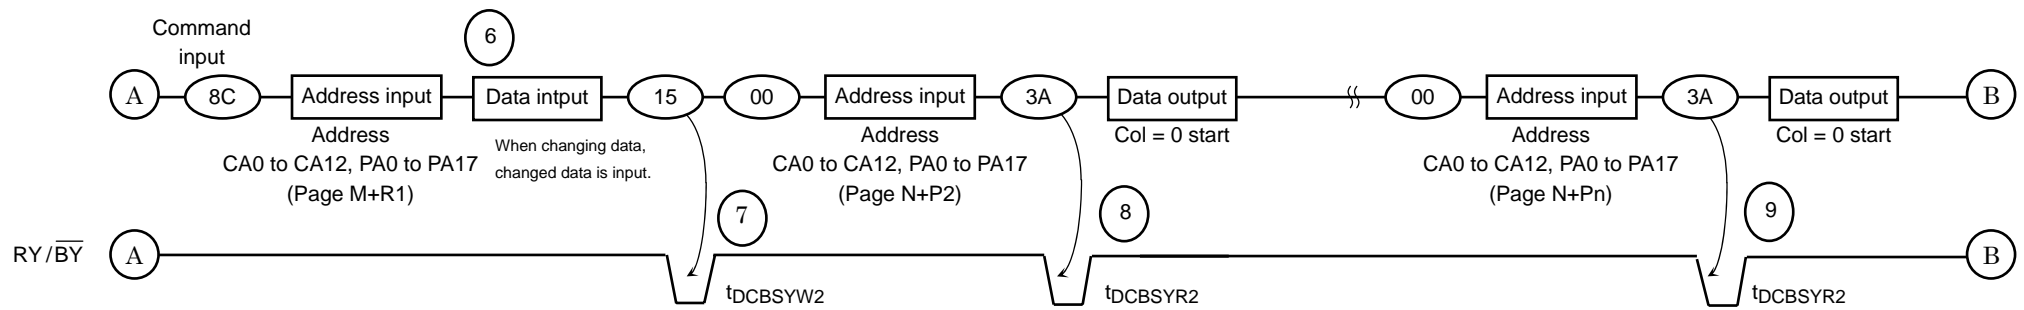 Command
input
6
A 8C Address input Data intput 15 00 Address input 3A Data output 00 Address input 3A Data output B
Address
CA0 to CA12, PA0 to PA17
(Page M+R1)
When changing data,
changed data is input.
Address
CA0 to CA12, PA0 to PA17
(Page N+P2)
Col = 0 start
Address
CA0 to CA12, PA0 to PA17
(Page N+Pn)
Col = 0 start
7
8
9
RY/BY A B
tDCBSYW2
tDCBSYR2
tDCBSYR2